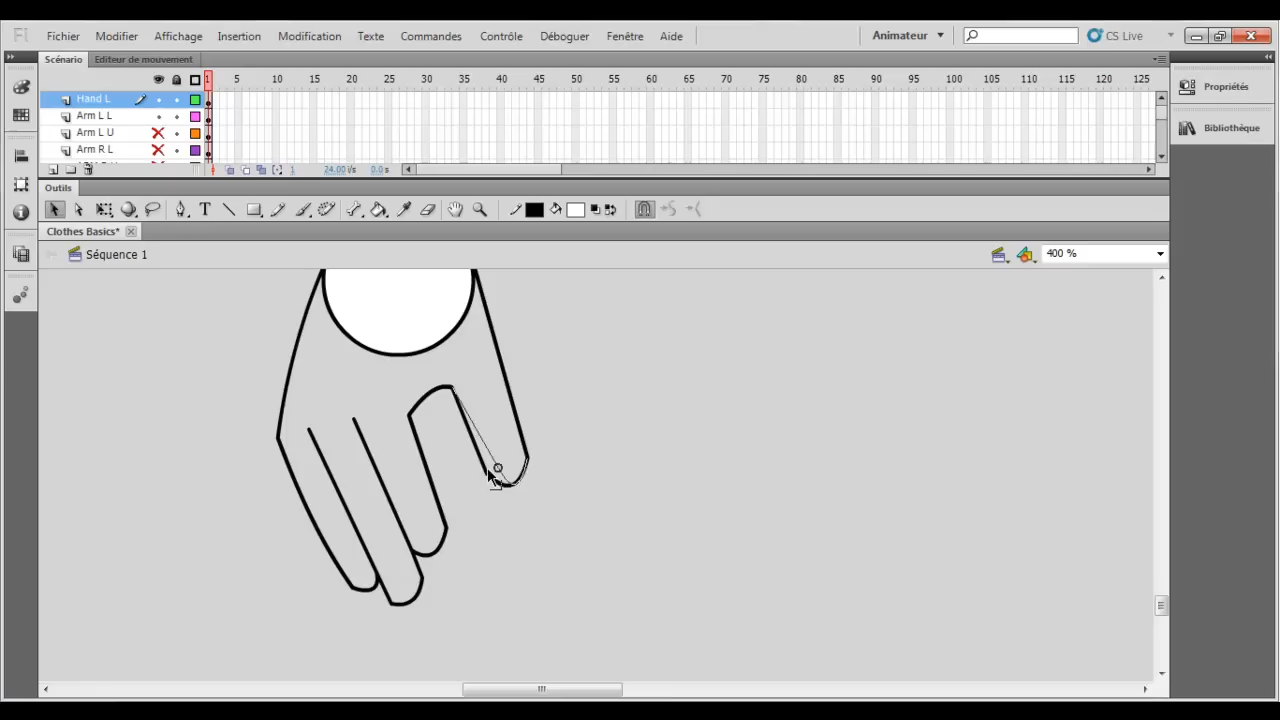 Fl Fichier Modifier Affichage Insertion Modification Texte Commandes Contrôle Déboguer Fenêtre Aide Animateur CS Live
Scénario Editeur de mouvement
1 5 10 15 20 25 30 35 40 45 50 55 60 65 70 75 80 85 90 95 100 105 110 115 120 125
Hand L
Arm L L
Arm L U
Arm R L
1 24.00 i/s 0.0 s
Outils
Clothes Basics*
Séquence 1 400 %
Propriétés
Bibliothèque